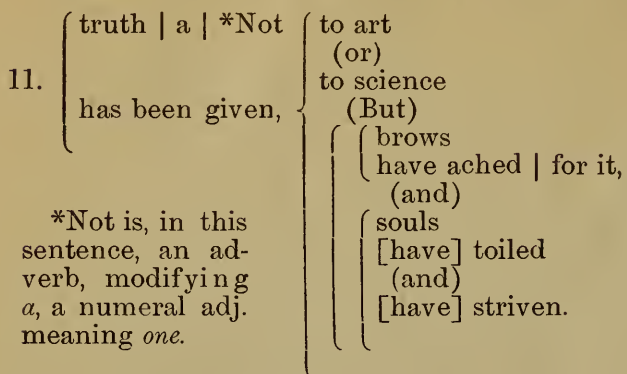 11.
truth | a | *Not
has been given,
to art
(or)
to science
(But)
brows
have ached | for it,
(and)
souls
[have] toiled
(and)
[have] striven.
*Not is, in this
sentence, an ad-
verb, modifying
a, a numeral adj.
meaning one.